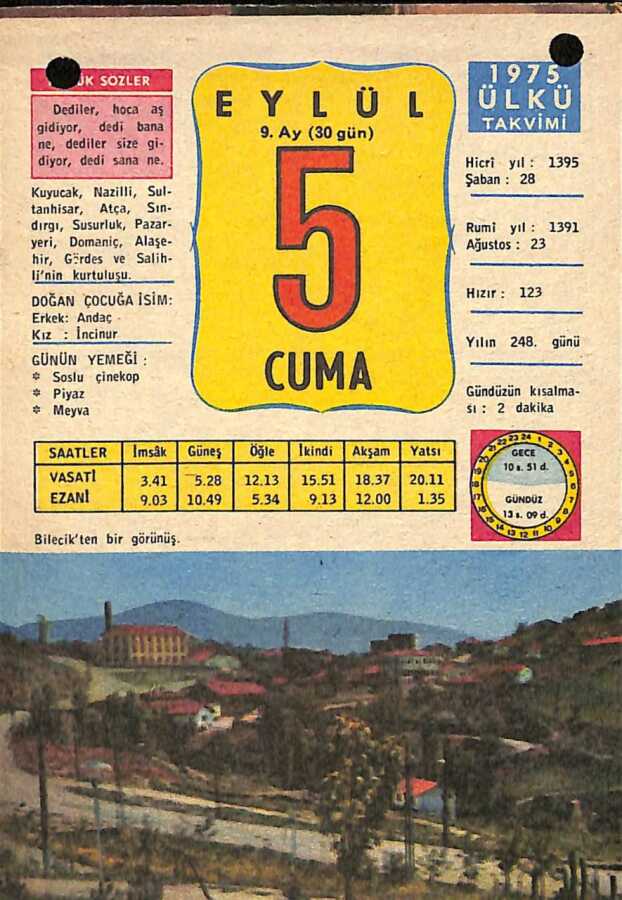 UK SÖZLER
Dediler, hoca aş
gidiyor, dedi bana
ne, dediler size gi-
diyor, dedi sana ne.
Kuyucak, Nazilli, Sul-
tanhisar, Atça, Sın-
dırgı, Susurluk, Pazar-
yeri, Domaniç, Alaşe-
hir, Gördes ve Salih-
li'nin kurtuluşu.
DOĞAN ÇOCUĞA İSİM:
Erkek: Andaç
Kız : İncinur
GÜNÜN YEMEĞİ :
Soslu çinekop
Piyaz
Meyva
EYLÜL
9. Ay (30 gün)
5
CUMA
1975
ÜLKÜ
TAKVİMİ
Hicrî yıl : 1395
Şaban : 28
Rumî yıl : 1391
Ağustos : 23
Hızır : 123
Yılın 248. günü
Gündüzün kısalma-
sı : 2 dakika
SAATLER İmsâk Güneş Öğle İkindi Akşam Yatsı
VASATİ 3.41 5.28 12.13 15.51 18.37 20.11
EZANİ 9.03 10.49 5.34 9.13 12.00 1.35
GECE
10 s. 51 d.
GÜNDÜZ
13 s. 09 d.
Bilecik'ten bir görünüş.